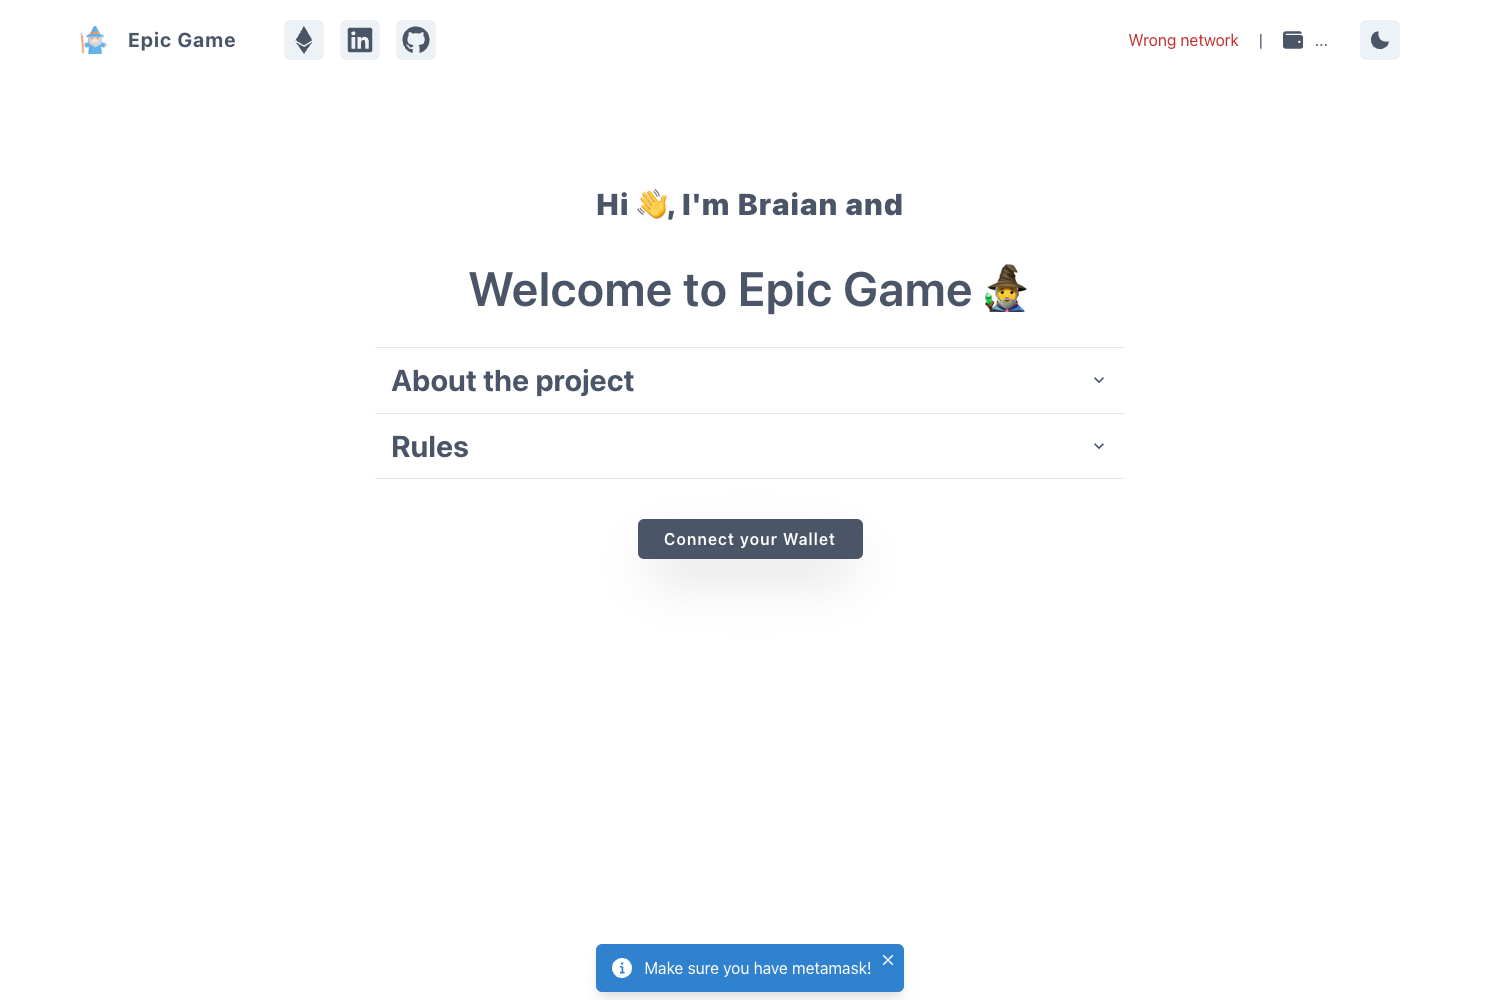 Epic Game
Wrong network | ...
Hi 👋, I'm Braian and
Welcome to Epic Game 🧙‍♂️
About the project
Rules
Connect your Wallet
Make sure you have metamask!